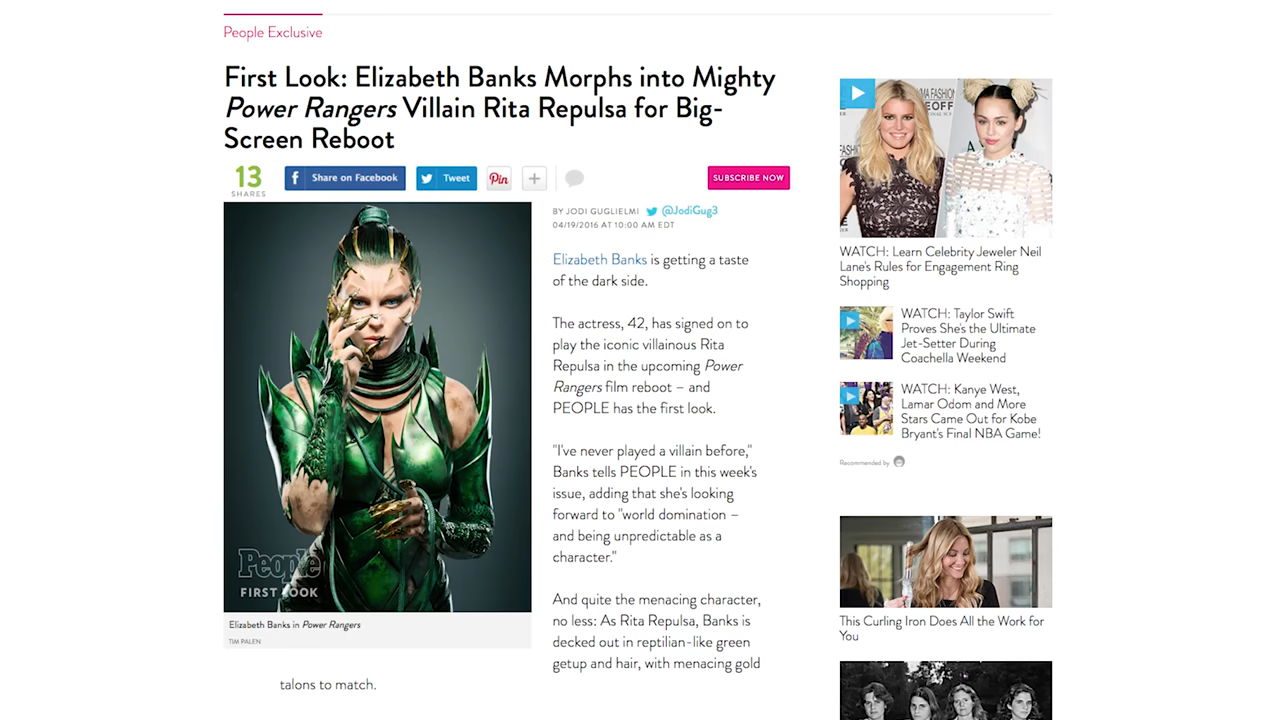 People Exclusive
First Look: Elizabeth Banks Morphs into Mighty
Power Rangers Villain Rita Repulsa for Big-
Screen Reboot
13
SHARES
Share on Facebook
Tweet
Pin
+
SUBSCRIBE NOW
BY JODI GUGLIELMI @JodiGug3
04/19/2016 AT 10:00 AM EDT
Elizabeth Banks is getting a taste
of the dark side.
The actress, 42, has signed on to
play the iconic villainous Rita
Repulsa in the upcoming Power
Rangers film reboot – and
PEOPLE has the first look.
"I've never played a villain before,"
Banks tells PEOPLE in this week's
issue, adding that she's looking
forward to "world domination –
and being unpredictable as a
character."
And quite the menacing character,
no less: As Rita Repulsa, Banks is
decked out in reptilian-like green
getup and hair, with menacing gold
talons to match.
People
FIRST LOOK
Elizabeth Banks in Power Rangers
TIM PALEN
WATCH: Learn Celebrity Jeweler Neil
Lane's Rules for Engagement Ring
Shopping
WATCH: Taylor Swift
Proves She's the Ultimate
Jet-Setter During
Coachella Weekend
WATCH: Kanye West,
Lamar Odom and More
Stars Came Out for Kobe
Bryant's Final NBA Game!
Recommended by
This Curling Iron Does All the Work for
You